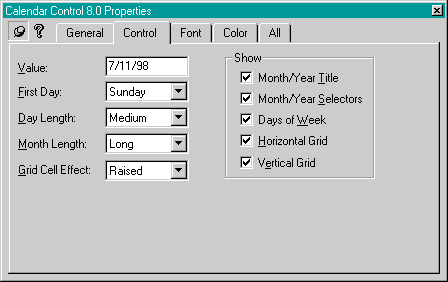 Calendar Control 8.0 Properties
General Control Font Color All
Value: 7/11/98
First Day: Sunday
Day Length: Medium
Month Length: Long
Grid Cell Effect: Raised
Show
Month/Year Title
Month/Year Selectors
Days of Week
Horizontal Grid
Vertical Grid